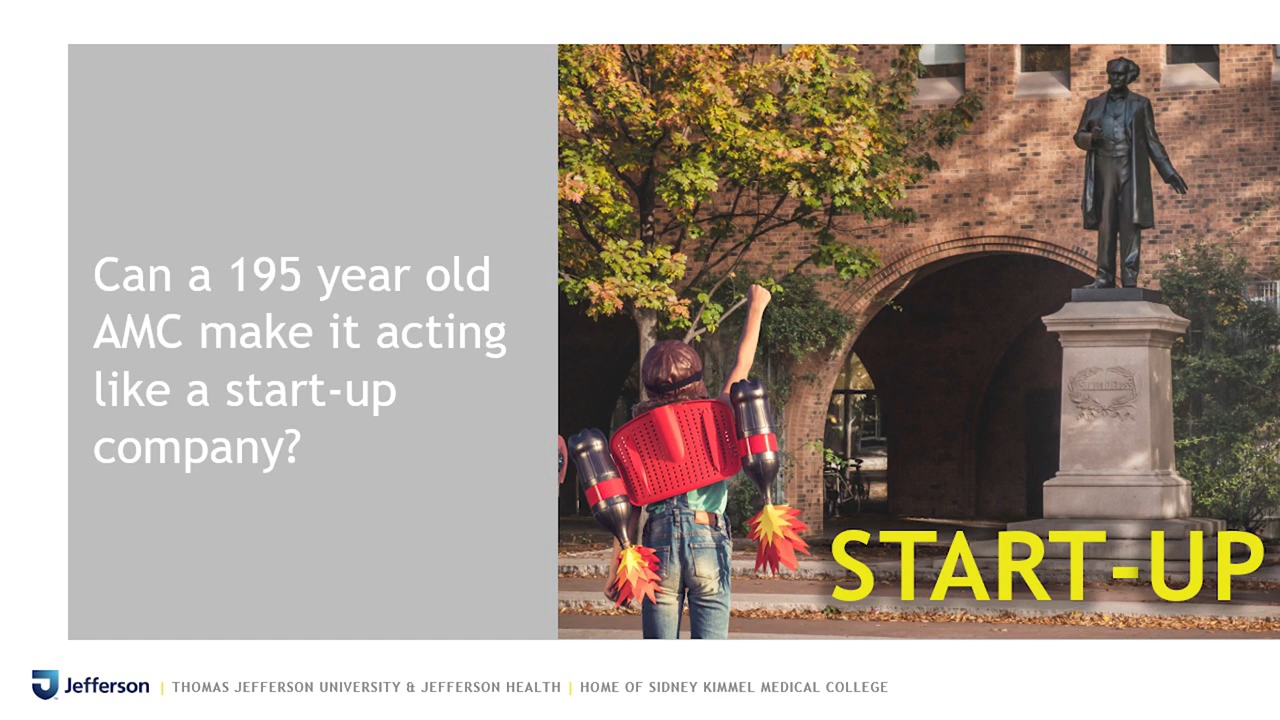 Can a 195 year old
AMC make it acting
like a start-up
company?
START-UP
Jefferson | THOMAS JEFFERSON UNIVERSITY & JEFFERSON HEALTH | HOME OF SIDNEY KIMMEL MEDICAL COLLEGE